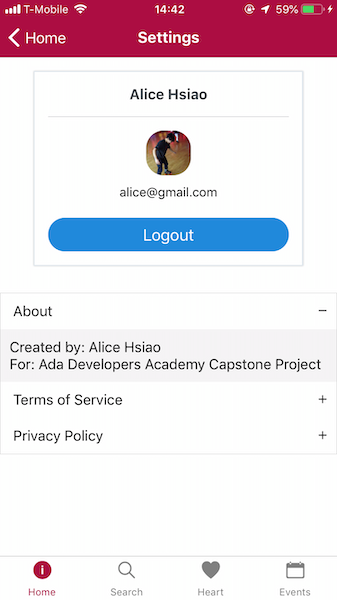 T-Mobile 14:42 59%
Home Settings
Alice Hsiao
alice@gmail.com
Logout
About
Created by: Alice Hsiao
For: Ada Developers Academy Capstone Project
Terms of Service +
Privacy Policy +
Home Search Heart Events